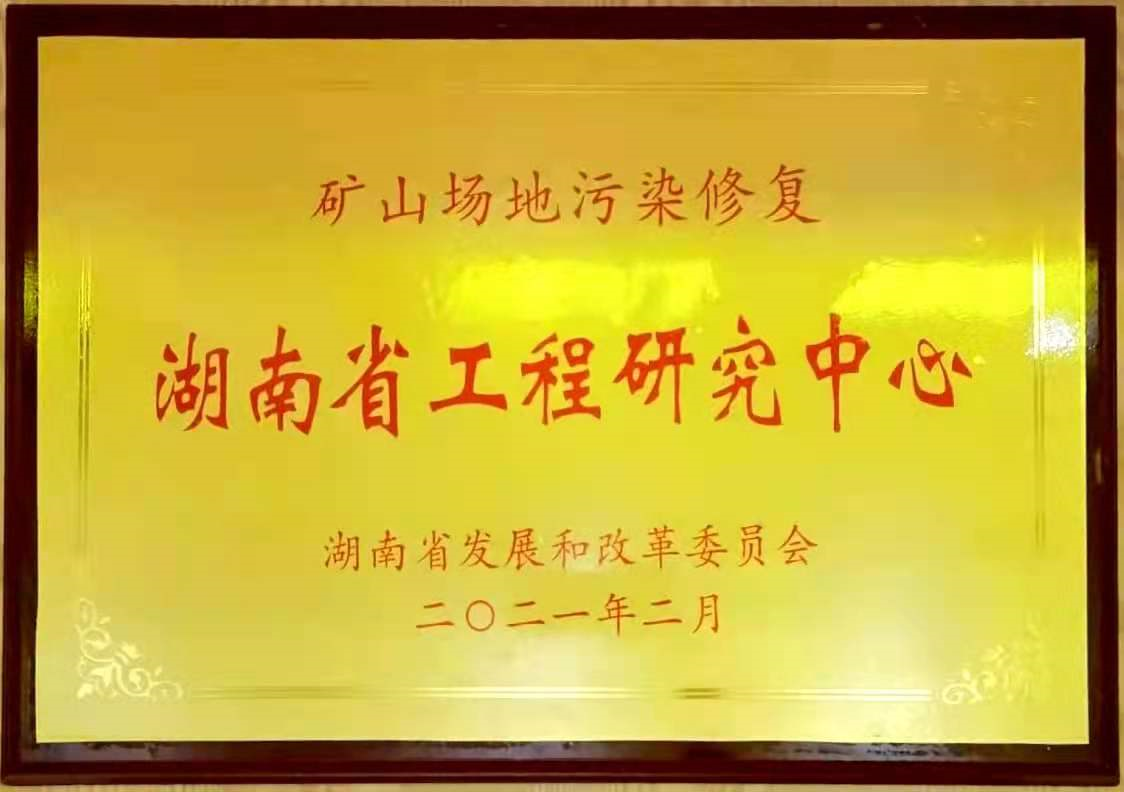 矿山场地污染修复
湖南省工程研究中心
湖南省发展和改革委员会
二〇二一年二月